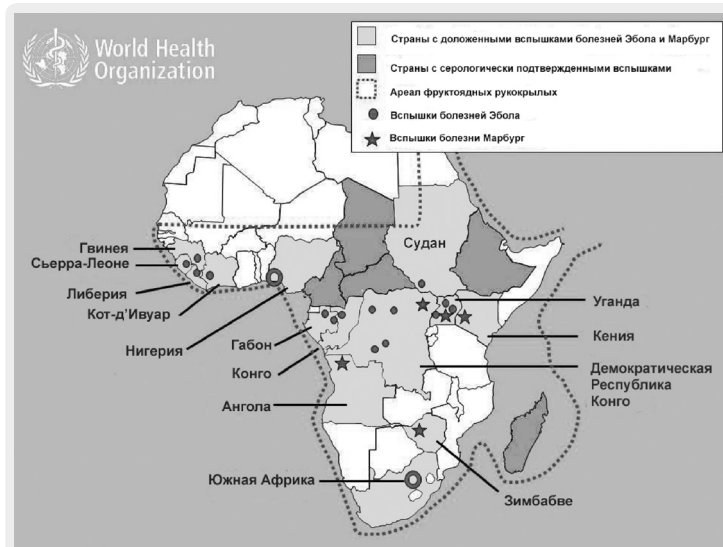 World Health
Organization
Страны с доложенными вспышками болезней Эбола и Марбург
Страны с серологически подтвержденными вспышками
Ареал фруктоядных рукокрылых
Вспышки болезней Эбола
Вспышки болезни Марбург
Гвинея
Сьерра-Леоне
Либерия
Кот-д'Ивуар
Нигерия
Габон
Конго
Ангола
Южная Африка
Судан
Уганда
Кения
Демократическая
Республика
Конго
Зимбабве